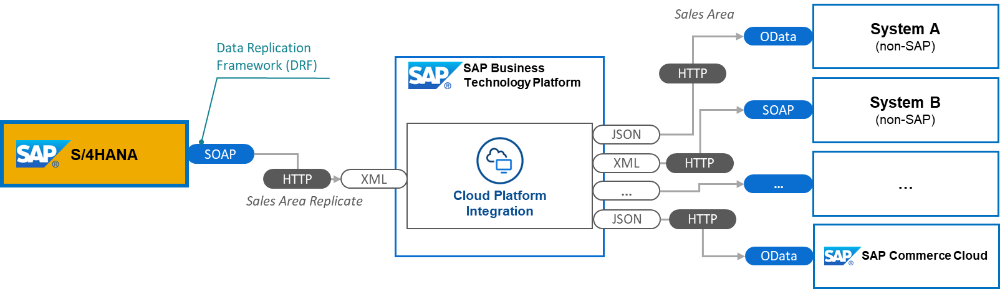 Data Replication
Framework (DRF)
SAP®
S/4HANA
SOAP
HTTP
XML
Sales Area Replicate
SAP®
SAP Business
Technology Platform
Cloud Platform
Integration
JSON
XML
...
JSON
Sales Area
HTTP
HTTP
HTTP
OData
System A
(non-SAP)
SOAP
System B
(non-SAP)
...
...
OData
SAP®
SAP Commerce Cloud